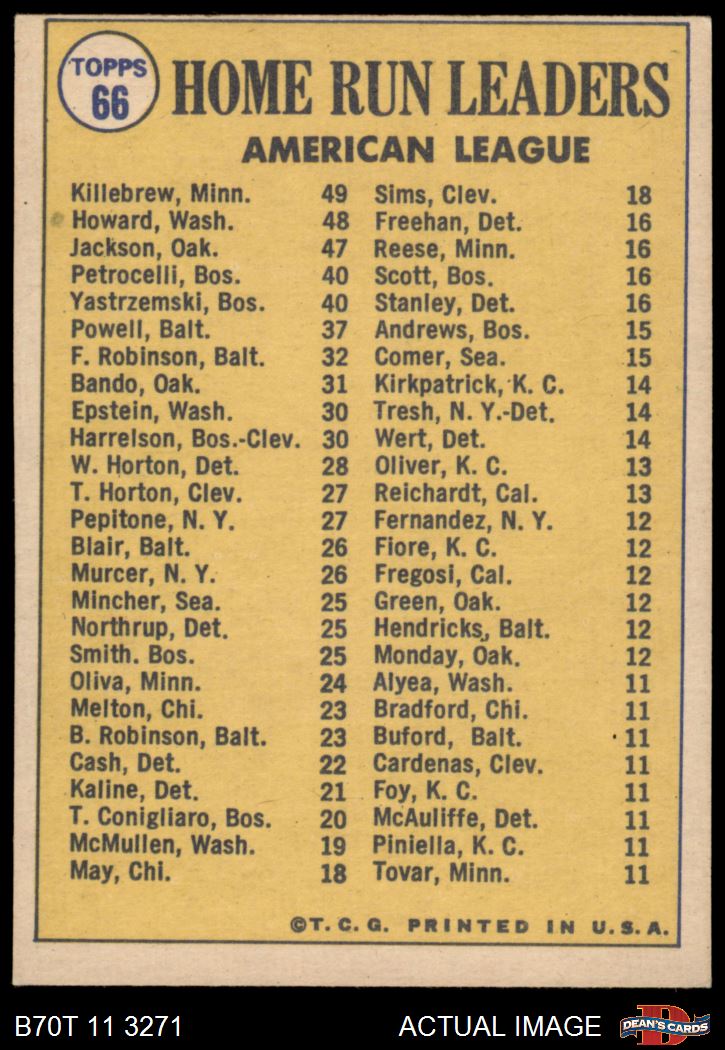 TOPPS
66
HOME RUN LEADERS
AMERICAN LEAGUE
Killebrew, Minn. 49
Howard, Wash. 48
Jackson, Oak. 47
Petrocelli, Bos. 40
Yastrzemski, Bos. 40
Powell, Balt. 37
F. Robinson, Balt. 32
Bando, Oak. 31
Epstein, Wash. 30
Harrelson, Bos.-Clev. 30
W. Horton, Det. 28
T. Horton, Clev. 27
Pepitone, N. Y. 27
Blair, Balt. 26
Murcer, N. Y. 26
Mincher, Sea. 25
Northrup, Det. 25
Smith. Bos. 25
Oliva, Minn. 24
Melton, Chi. 23
B. Robinson, Balt. 23
Cash, Det. 22
Kaline, Det. 21
T. Conigliaro, Bos. 20
McMullen, Wash. 19
May, Chi. 18
Sims, Clev. 18
Freehan, Det. 16
Reese, Minn. 16
Scott, Bos. 16
Stanley, Det. 16
Andrews, Bos. 15
Comer, Sea. 15
Kirkpatrick, K. C. 14
Tresh, N. Y.-Det. 14
Wert, Det. 14
Oliver, K. C. 13
Reichardt, Cal. 13
Fernandez, N. Y. 12
Fiore, K. C. 12
Fregosi, Cal. 12
Green, Oak. 12
Hendricks, Balt. 12
Monday, Oak. 12
Alyea, Wash. 11
Bradford, Chi. 11
Buford, Balt. 11
Cardenas, Clev. 11
Foy, K. C. 11
McAuliffe, Det. 11
Piniella, K. C. 11
Tovar, Minn. 11
©T. C. G. PRINTED IN U.S.A.
B70T 11 3271
ACTUAL IMAGE
D
DEAN'S CARDS